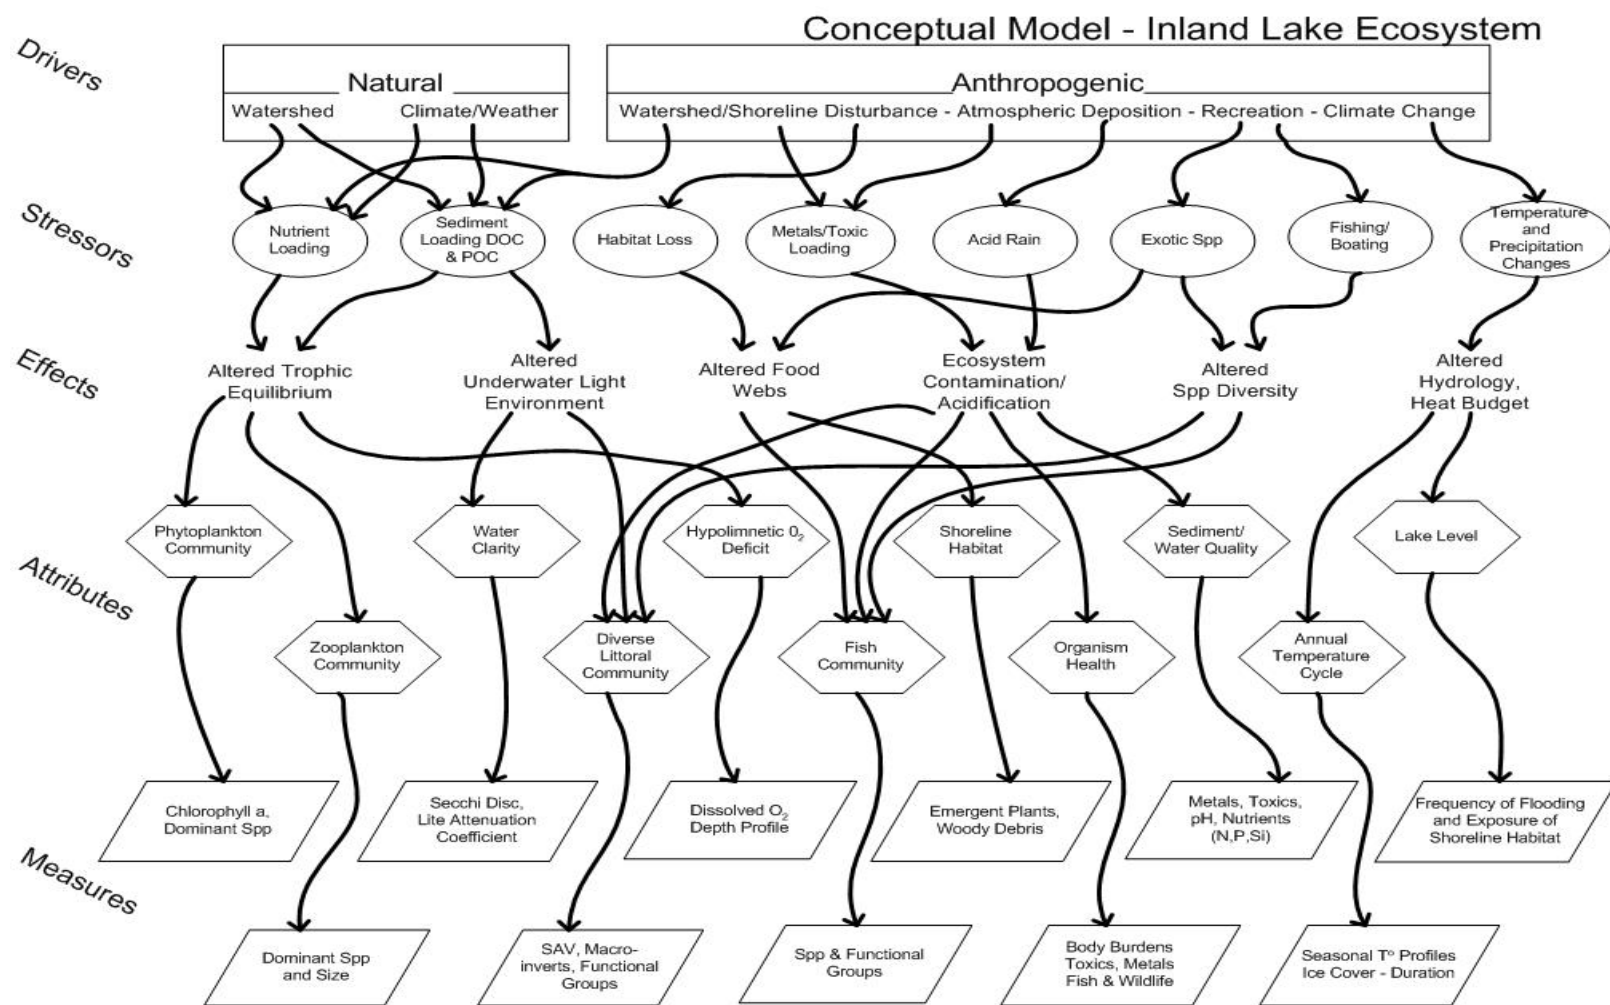 Conceptual Model - Inland Lake Ecosystem
Drivers
Natural
Watershed
Climate/Weather
Anthropogenic
Watershed/Shoreline Disturbance - Atmospheric Deposition - Recreation - Climate Change
Stressors
Nutrient
Loading
Sediment
Loading DOC
& POC
Habitat Loss
Metals/Toxic
Loading
Acid Rain
Exotic Spp
Fishing/
Boating
Temperature
and
Precipitation
Changes
Effects
Altered Trophic
Equilibrium
Altered
Underwater Light
Environment
Altered Food
Webs
Ecosystem
Contamination/
Acidification
Altered
Spp Diversity
Altered
Hydrology,
Heat Budget
Attributes
Phytoplankton
Community
Water
Clarity
Hypolimnetic 0₂
Deficit
Shoreline
Habitat
Sediment/
Water Quality
Lake Level
Zooplankton
Community
Diverse
Littoral
Community
Fish
Community
Organism
Health
Annual
Temperature
Cycle
Measures
Chlorophyll a,
Dominant Spp
Secchi Disc,
Lite Attenuation
Coefficient
Dissolved O₂
Depth Profile
Emergent Plants,
Woody Debris
Metals, Toxics,
pH, Nutrients
(N,P,Si)
Frequency of Flooding
and Exposure of
Shoreline Habitat
Dominant Spp
and Size
SAV, Macro-
inverts, Functional
Groups
Spp & Functional
Groups
Body Burdens
Toxics, Metals
Fish & Wildlife
Seasonal T° Profiles
Ice Cover - Duration